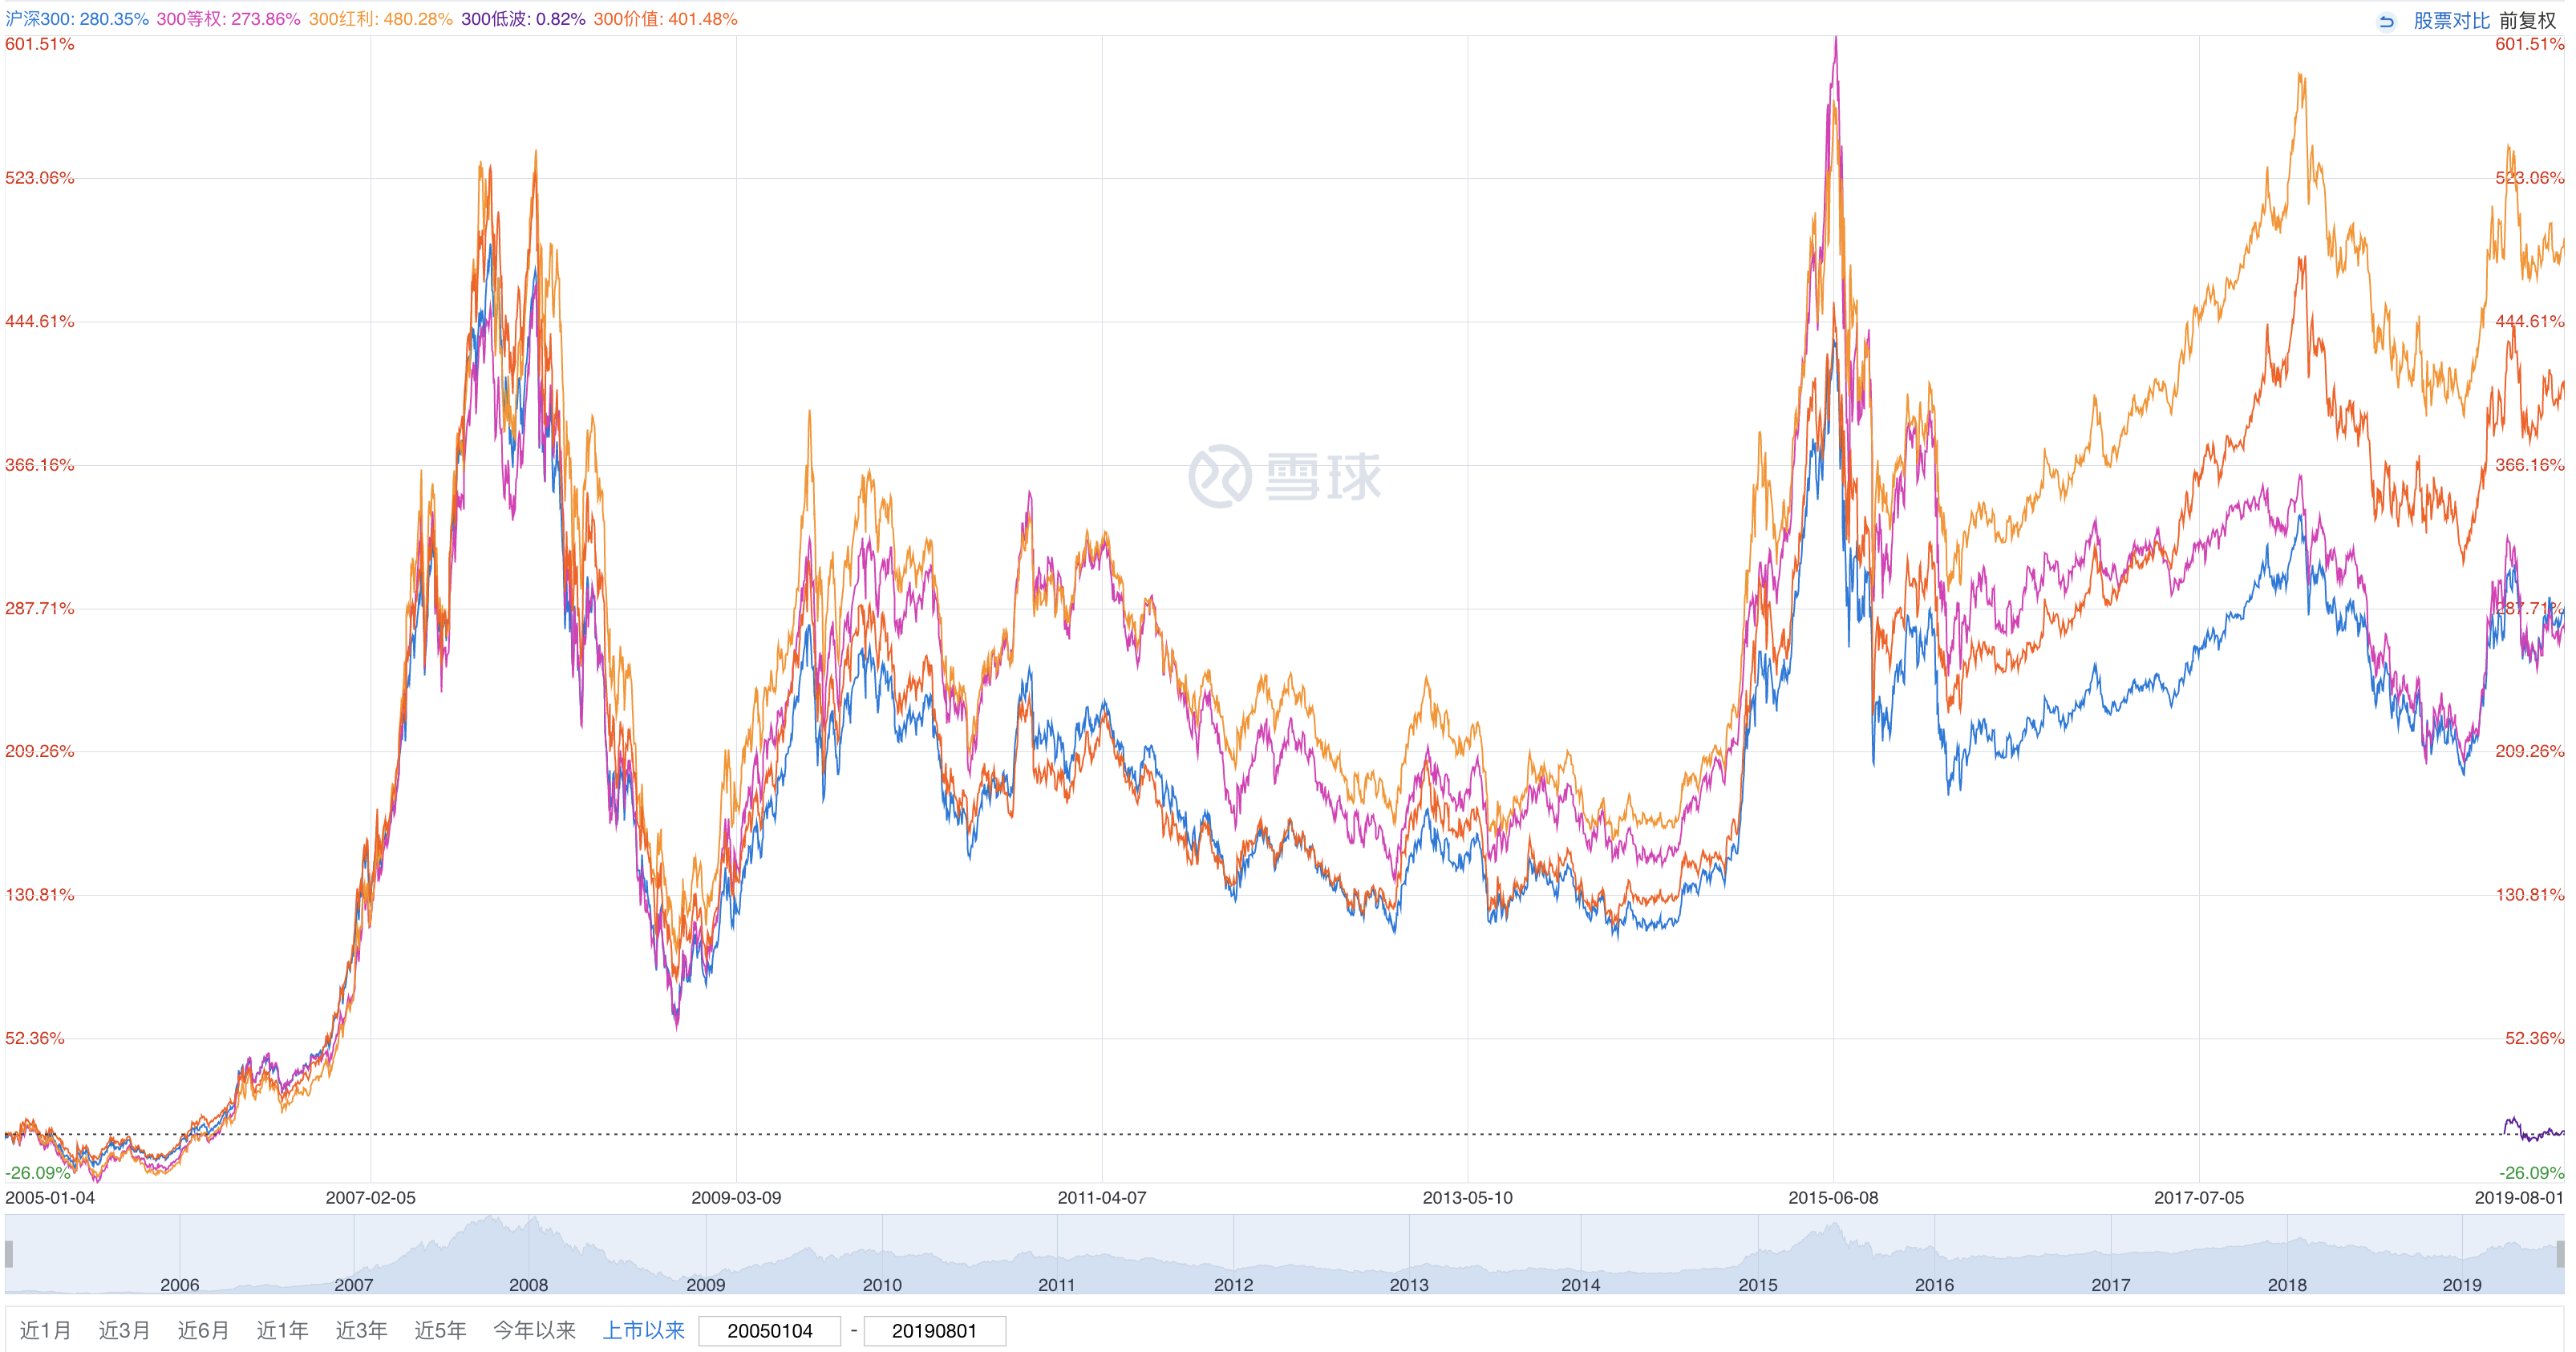 沪深300: 280.35% 300等权: 273.86% 300红利: 480.28% 300低波: 0.82% 300价值: 401.48% 股票对比 前复权
601.51% 601.51%
523.06% 523.06%
444.61% 444.61%
366.16% 366.16%
雪球
287.71% 287.71%
209.26% 209.26%
130.81% 130.81%
52.36% 52.36%
-26.09% -26.09%
2005-01-04 2007-02-05 2009-03-09 2011-04-07 2013-05-10 2015-06-08 2017-07-05 2019-08-01
2006 2007 2008 2009 2010 2011 2012 2013 2014 2015 2016 2017 2018 2019
近1月 近3月 近6月 近1年 近3年 近5年 今年以来 上市以来 20050104 - 20190801